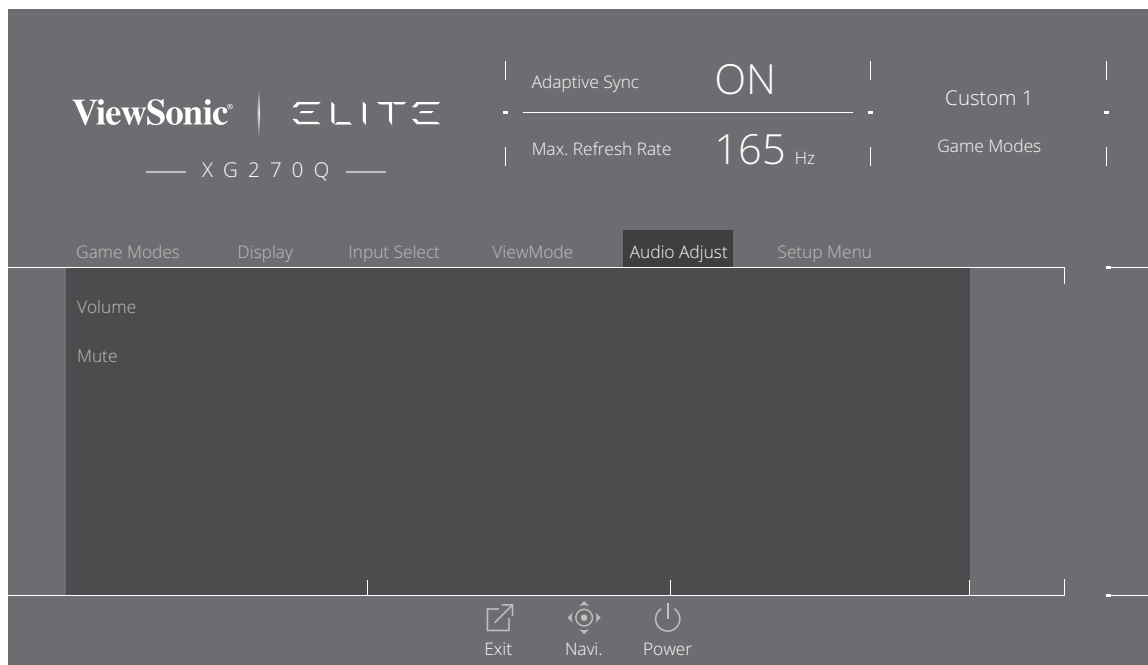 ViewSonic® ELITE
XG270Q
Adaptive Sync ON
Max. Refresh Rate 165 Hz
Custom 1
Game Modes
Game Modes Display Input Select ViewMode Audio Adjust Setup Menu
Volume
Mute
Exit Navi. Power